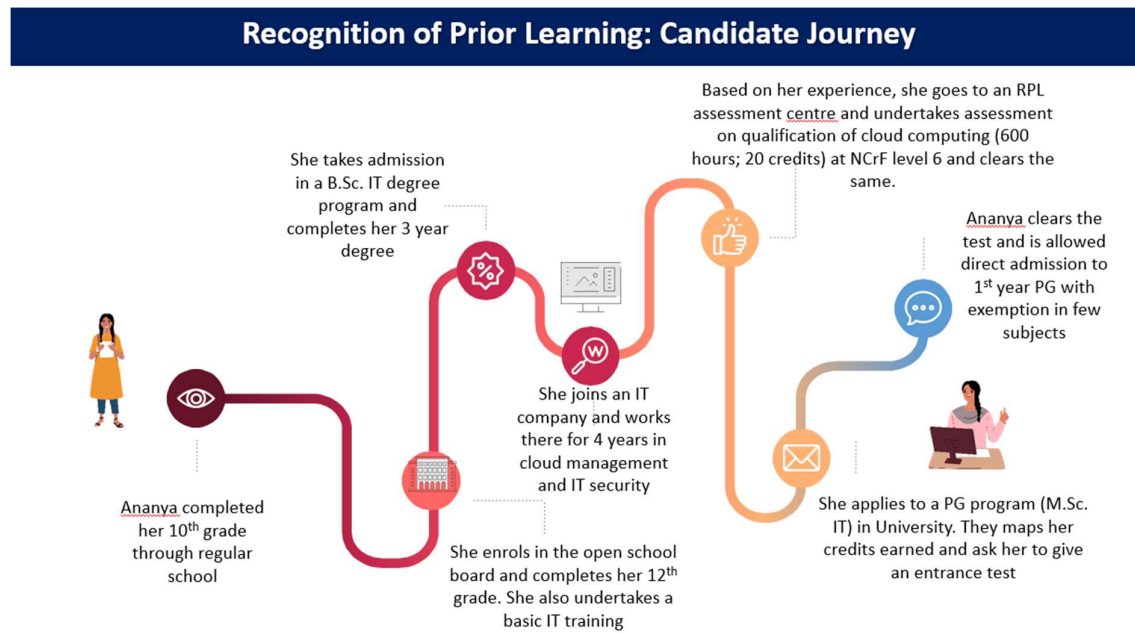 Recognition of Prior Learning: Candidate Journey
Ananya completed
her 10th grade
through regular
school
She enrols in the open school
board and completes her 12th
grade. She also undertakes a
basic IT training
She takes admission
in a B.Sc. IT degree
program and
completes her 3 year
degree
%
W
She joins an IT
company and works
there for 4 years in
cloud management
and IT security
Based on her experience, she goes to an RPL
assessment centre and undertakes assessment
on qualification of cloud computing (600
hours; 20 credits) at NCrF level 6 and clears the
same.
She applies to a PG program (M.Sc.
IT) in University. They maps her
credits earned and ask her to give
an entrance test
Ananya clears the
test and is allowed
direct admission to
1st year PG with
exemption in few
subjects